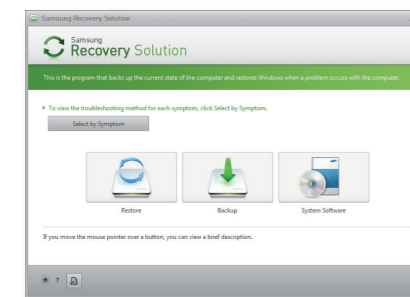 Samsung Recovery Solution
Samsung
Recovery Solution
This is the program that backs up the current state of the computer and restores Windows when a problem occurs with the computer.
To view the troubleshooting method for each symptom, click Select by Symptom.
Select by Symptom
Restore Backup System Software
If you move the mouse pointer over a button, you can view a brief description.
?